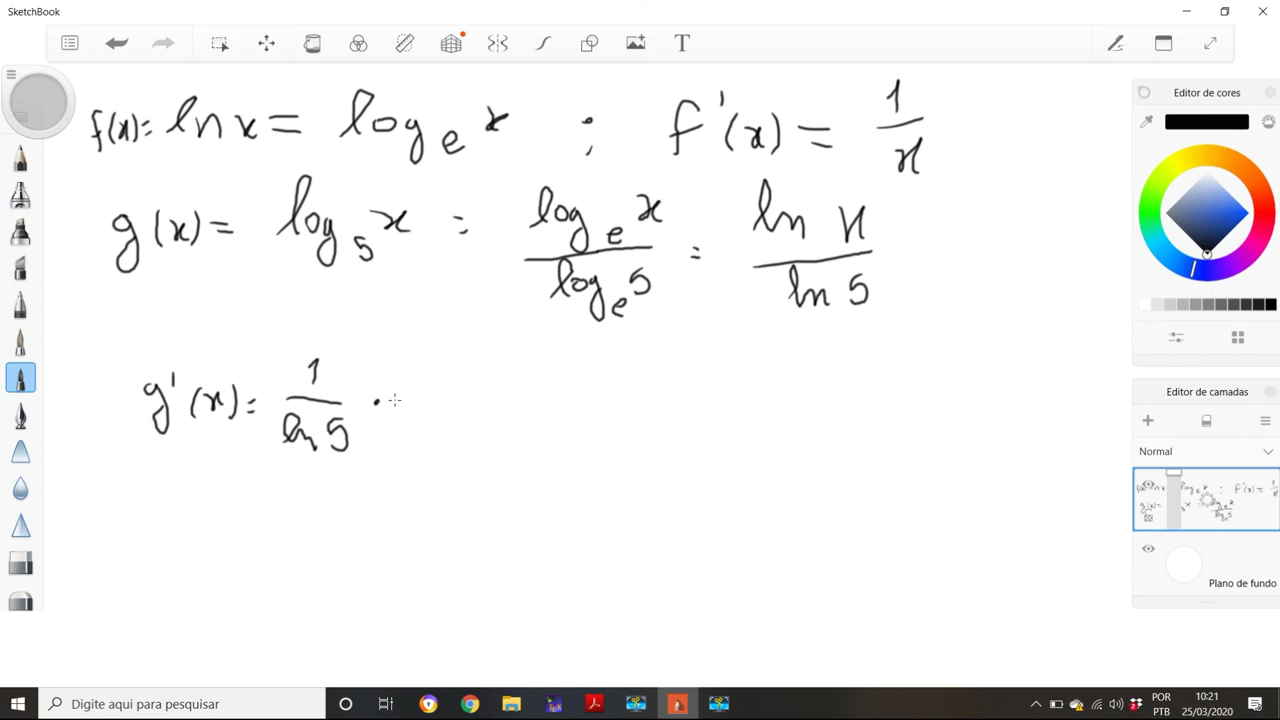 SketchBook
T
Editor de cores
f(x): ln x = log_e x ; f'(x) = 1/x
g(x) = log_5 x = log_e x / log_e 5 = ln x / ln 5
g'(x) = 1/ln 5 ·
Editor de camadas
Normal
Plano de fundo
Digite aqui para pesquisar
POR
PTB
10:21
25/03/2020